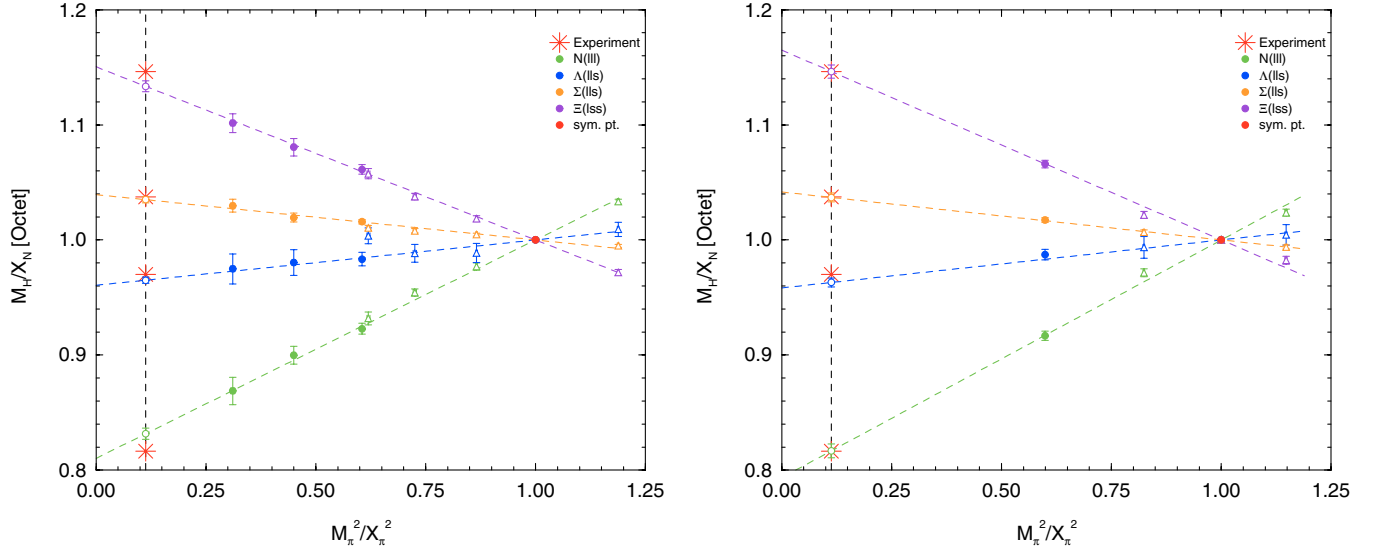 1.2
1.1
1.0
0.9
0.8
M_H/X_N [Octet]
Experiment
N(lll)
Λ(lls)
Σ(lls)
Ξ(lss)
sym. pt.
0.00 0.25 0.50 0.75 1.00 1.25
M_π^2/X_π^2
1.2
1.1
1.0
0.9
0.8
M_H/X_N [Octet]
Experiment
N(lll)
Λ(lls)
Σ(lls)
Ξ(lss)
sym. pt.
0.00 0.25 0.50 0.75 1.00 1.25
M_π^2/X_π^2